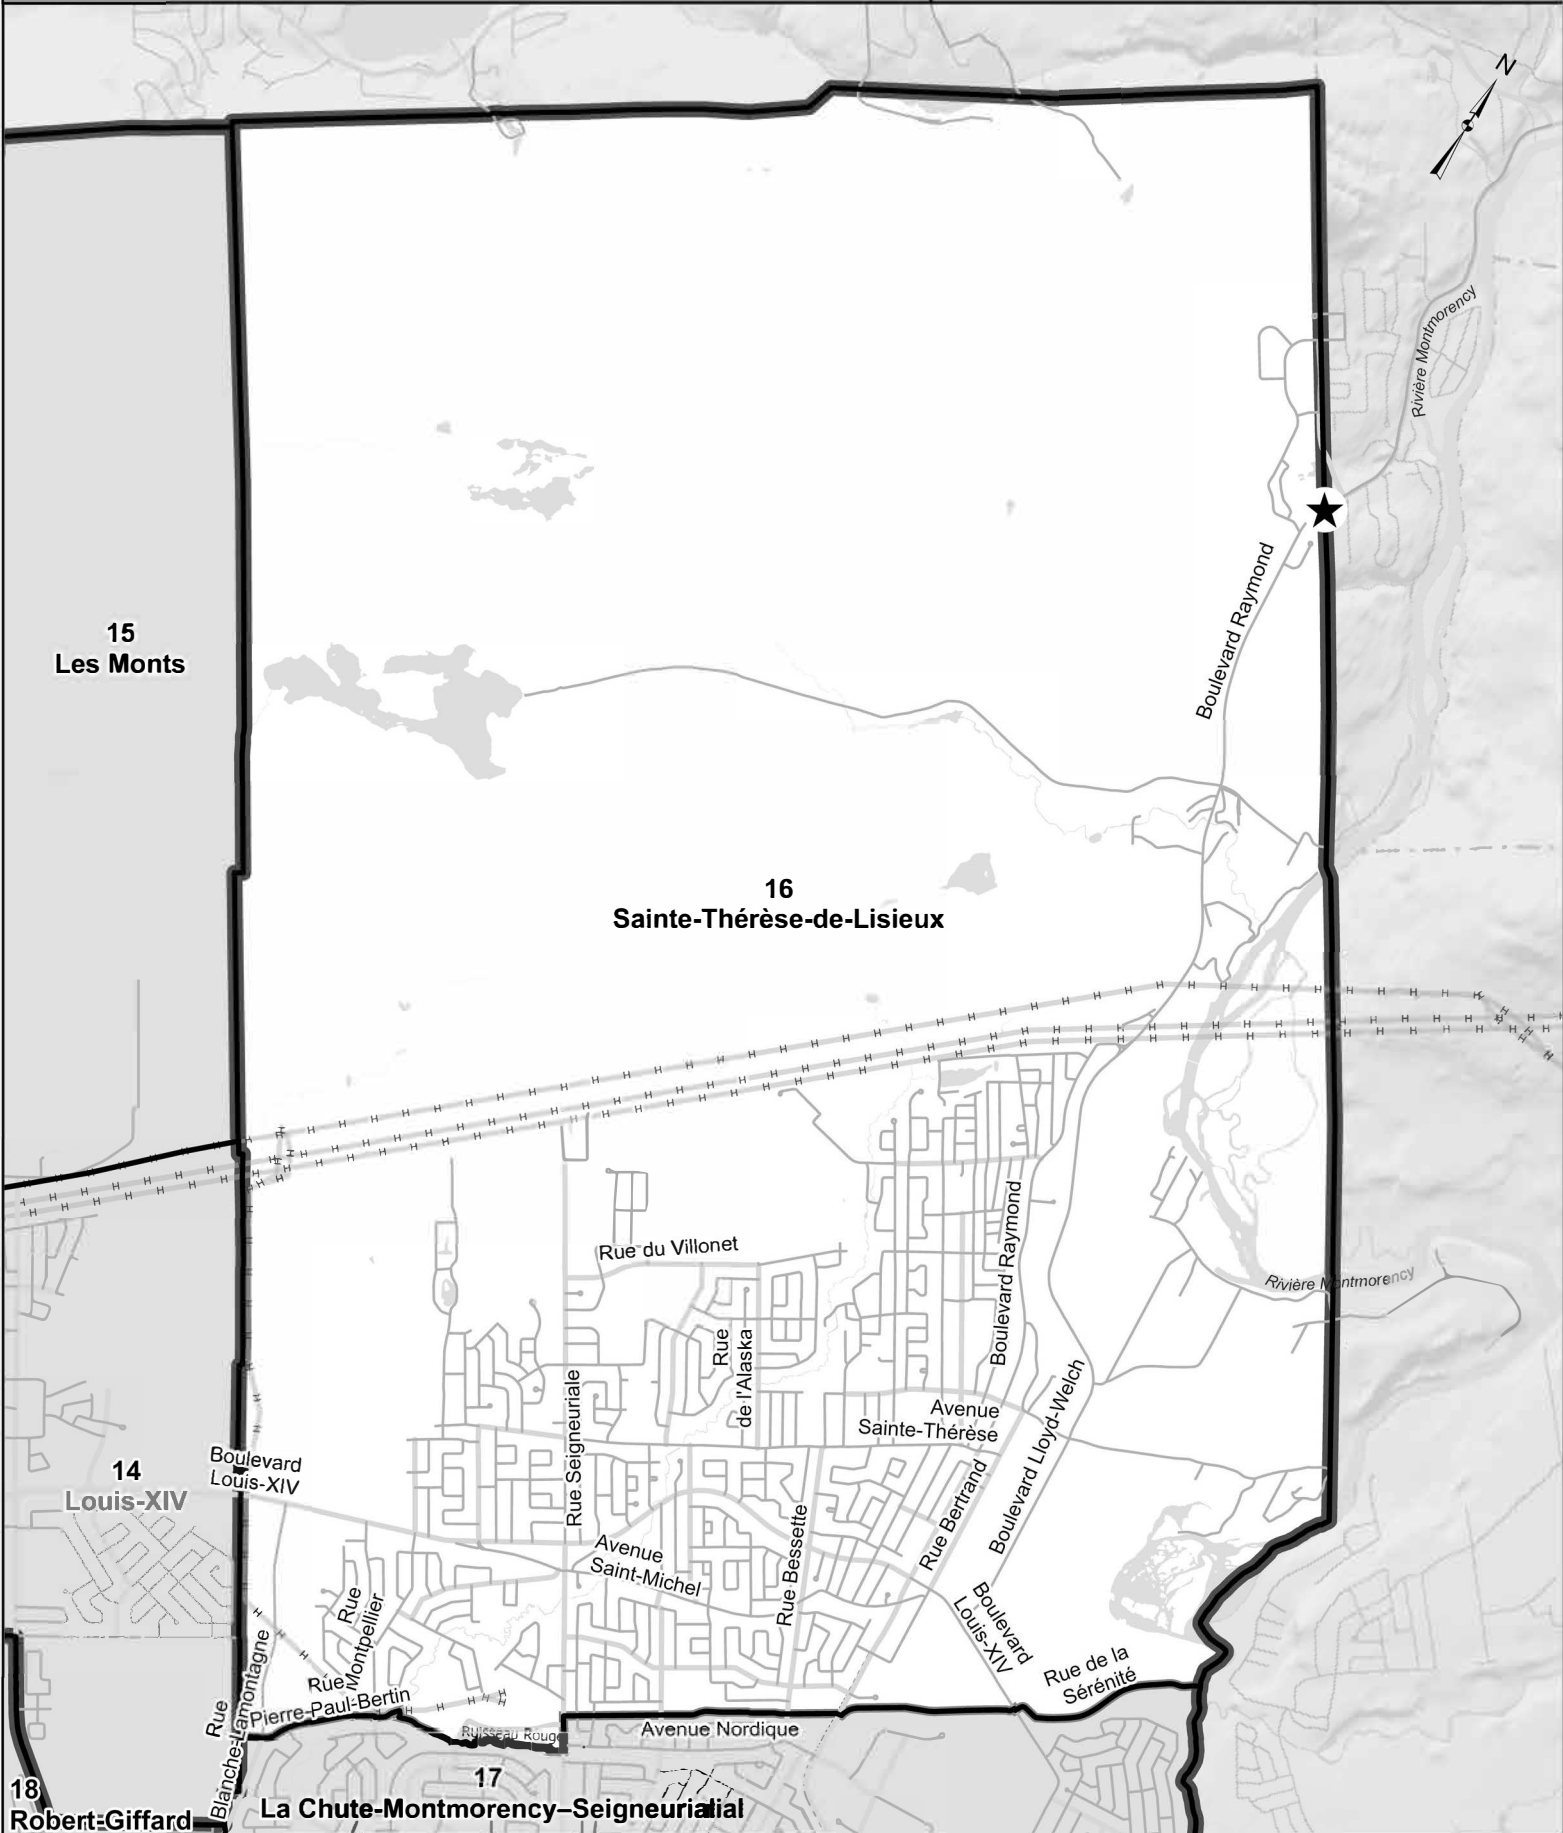 N
Rivière Montmorency
Boulevard Raymond
15
Les Monts
16
Sainte-Thérèse-de-Lisieux
Rue du Villonet
Boulevard Raymond
Rivière Montmorency
Rue
de l'Alaska
Rue Seigneuriale
Avenue
Sainte-Thérèse
Boulevard Lloyd-Welch
Boulevard
Louis-XIV
14
Louis-XIV
Rue Bertrand
Avenue
Saint-Michel
Rue Bessette
Boulevard
Louis-XIV
Rue
Montpellier
Rue de la
Sérénité
Rue
Pierre-Paul-Bertin
Rue
Blanche-Lamontagne
Ruisseau Rouge
Avenue Nordique
17
La Chute-Montmorency–Seigneurial
18
Robert-Giffard